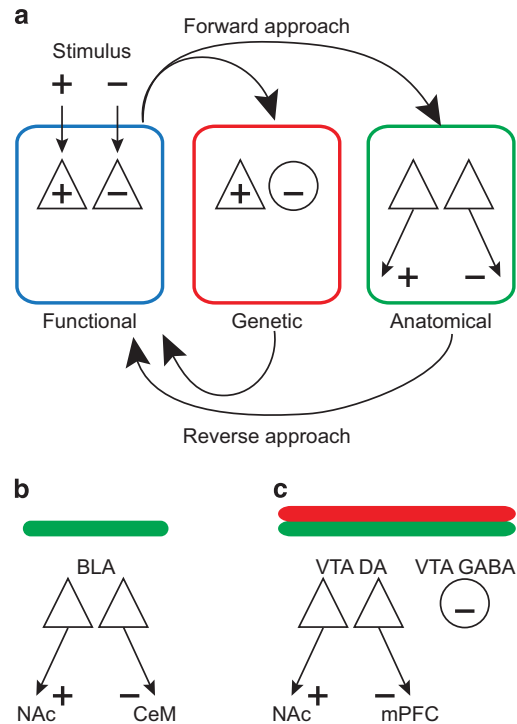 a
Forward approach
Stimulus
+ −
+ − + −
+ −
Functional Genetic Anatomical
Reverse approach
b c
BLA VTA DA VTA GABA
−
+ − + −
NAc CeM NAc mPFC